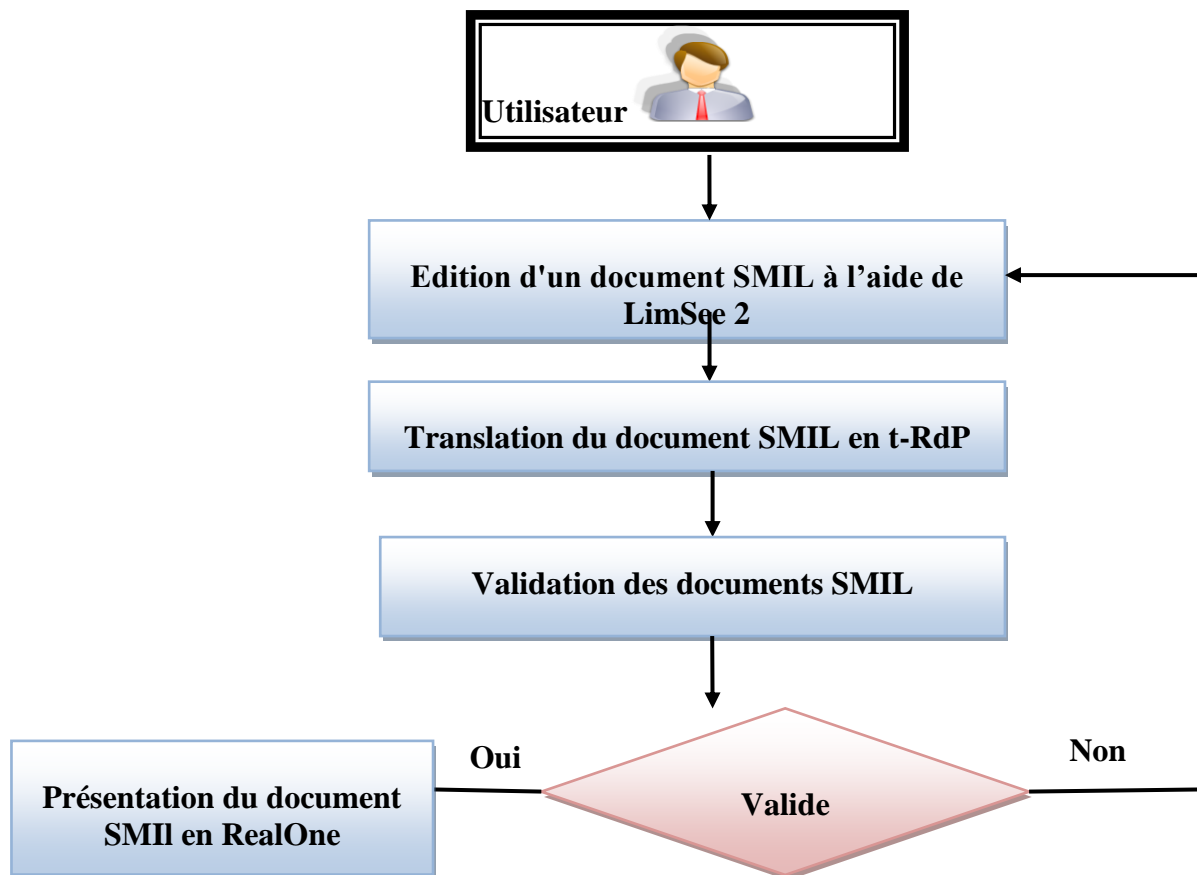 Utilisateur
Edition d'un document SMIL à l’aide de
LimSee 2
Translation du document SMIL en t-RdP
Validation des documents SMIL
Oui
Non
Présentation du document
SMIl en RealOne
Valide